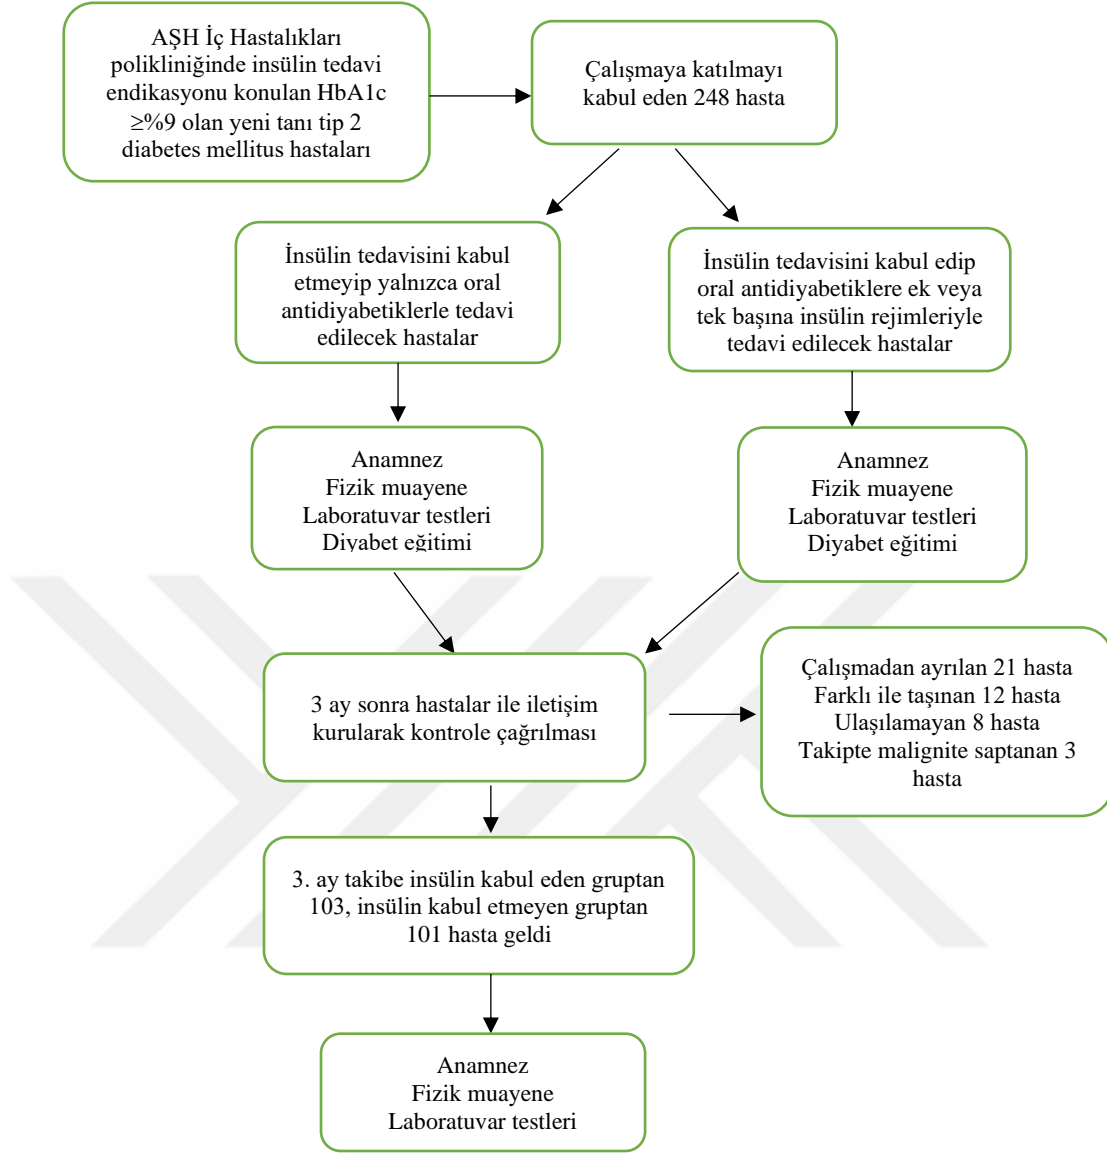 AŞH İç Hastalıkları
polikliniğinde insülin tedavi
endikasyonu konulan HbA1c
≥%9 olan yeni tanı tip 2
diabetes mellitus hastaları
Çalışmaya katılmayı
kabul eden 248 hasta
İnsülin tedavisini kabul
etmeyip yalnızca oral
antidiyabetiklerle tedavi
edilecek hastalar
İnsülin tedavisini kabul edip
oral antidiyabetiklere ek veya
tek başına insülin rejimleriyle
tedavi edilecek hastalar
Anamnez
Fizik muayene
Laboratuvar testleri
Diyabet eğitimi
Anamnez
Fizik muayene
Laboratuvar testleri
Diyabet eğitimi
3 ay sonra hastalar ile iletişim
kurularak kontrole çağrılması
Çalışmadan ayrılan 21 hasta
Farklı ile taşınan 12 hasta
Ulaşılamayan 8 hasta
Takipte malignite saptanan 3
hasta
3. ay takibe insülin kabul eden gruptan
103, insülin kabul etmeyen gruptan
101 hasta geldi
Anamnez
Fizik muayene
Laboratuvar testleri